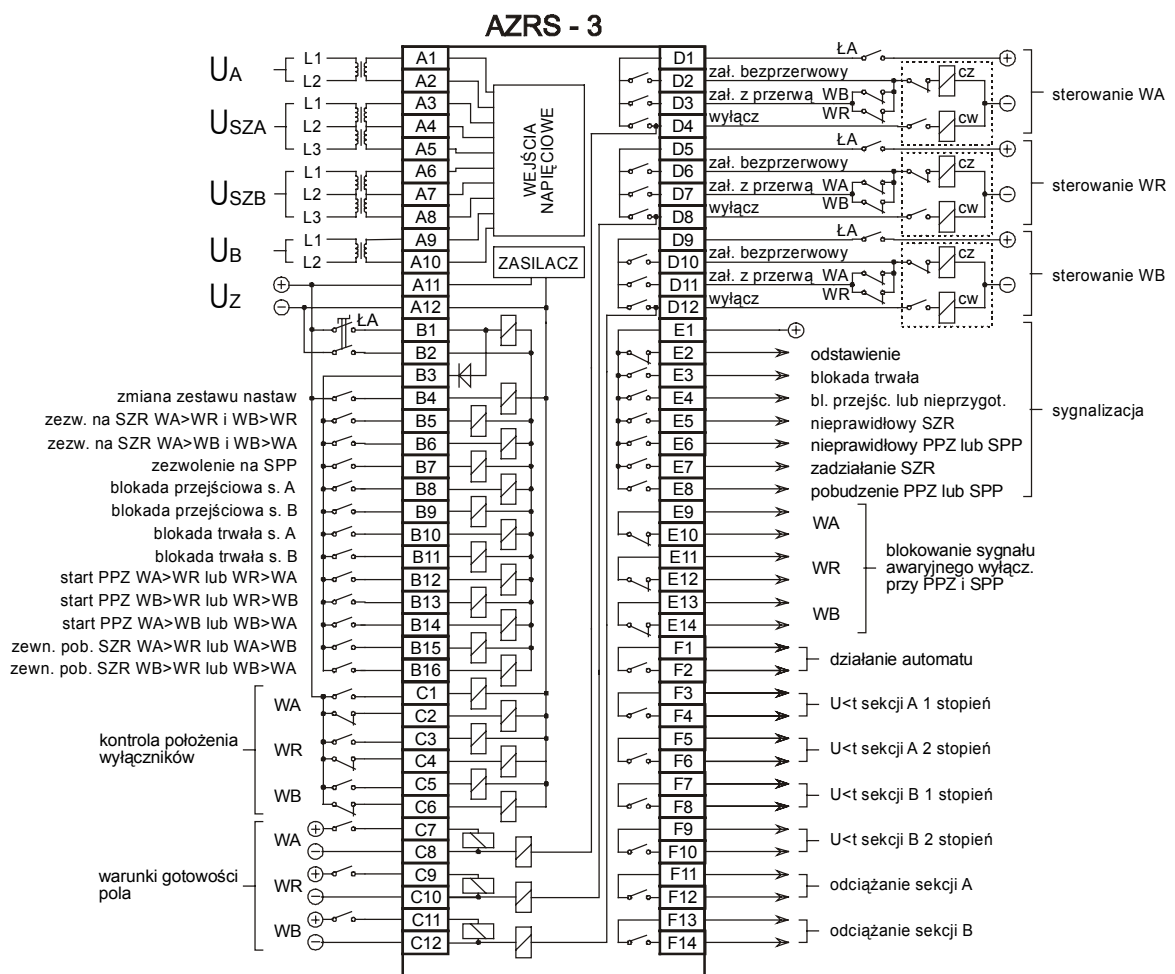 AZRS - 3
UA
L1
L2
USZA
L1
L2
L3
USZB
L1
L2
L3
UB
L1
L2
UZ
ŁA
zmiana zestawu nastaw
zezw. na SZR WA>WR i WB>WR
zezw. na SZR WA>WB i WB>WA
zezwolenie na SPP
blokada przejściowa s. A
blokada przejściowa s. B
blokada trwała s. A
blokada trwała s. B
start PPZ WA>WR lub WR>WA
start PPZ WB>WR lub WR>WB
start PPZ WA>WB lub WB>WA
zewn. pob. SZR WA>WR lub WA>WB
zewn. pob. SZR WB>WR lub WB>WA
kontrola położenia
wyłączników
WA
WR
WB
warunki gotowości
pola
WA
WR
WB
A1
A2
A3
A4
A5
A6
A7
A8
A9
A10
A11
A12
B1
B2
B3
B4
B5
B6
B7
B8
B9
B10
B11
B12
B13
B14
B15
B16
C1
C2
C3
C4
C5
C6
C7
C8
C9
C10
C11
C12
WEJŚCIA
NAPIĘCIOWE
ZASILACZ
D1
D2
D3
D4
D5
D6
D7
D8
D9
D10
D11
D12
E1
E2
E3
E4
E5
E6
E7
E8
E9
E10
E11
E12
E13
E14
F1
F2
F3
F4
F5
F6
F7
F8
F9
F10
F11
F12
F13
F14
ŁA
zał. bezprzerwowy
zał. z przerwą WB
WR
wyłącz
cz
cw
sterowanie WA
ŁA
zał. bezprzerwowy
zał. z przerwą WA
WB
wyłącz
cz
cw
sterowanie WR
ŁA
zał. bezprzerwowy
zał. z przerwą WA
WR
wyłącz
cz
cw
sterowanie WB
odstawienie
blokada trwała
bl. przejśc. lub nieprzygot.
nieprawidłowy SZR
nieprawidłowy PPZ lub SPP
zadziałanie SZR
pobudzenie PPZ lub SPP
sygnalizacja
WA
WR
WB
blokowanie sygnału
awaryjnego wyłącz.
przy PPZ i SPP
działanie automatu
U<t sekcji A 1 stopień
U<t sekcji A 2 stopień
U<t sekcji B 1 stopień
U<t sekcji B 2 stopień
odciążanie sekcji A
odciążanie sekcji B